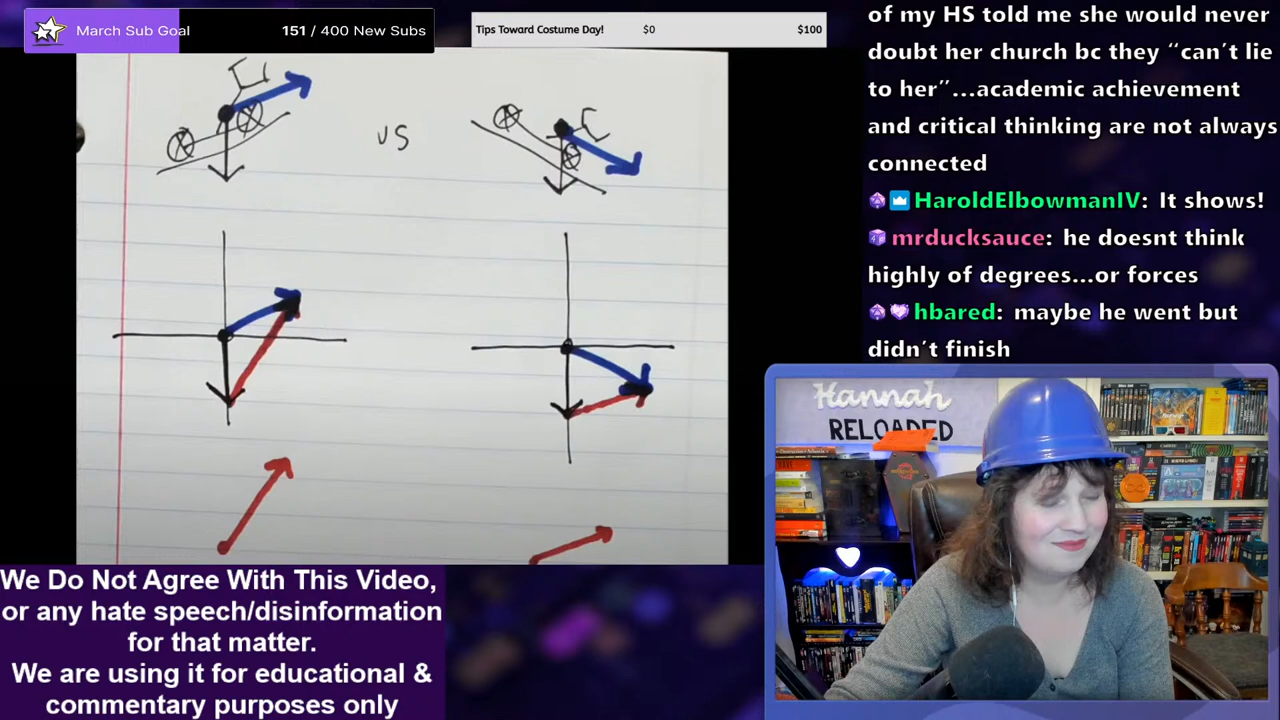 March Sub Goal
151 / 400 New Subs
Tips Toward Costume Day!
$0
$100
vs
of my HS told me she would never
doubt her church bc they “can´t lie
to her”...academic achievement
and critical thinking are not always
connected
HaroldElbowmanIV: It shows!
mrducksauce: he doesnt think
highly of degrees...or forces
hbared: maybe he went but
didn´t finish
Hannah
RELOADED
We Do Not Agree With This Video,
or any hate speech/disinformation
for that matter.
We are using it for educational &
commentary purposes only